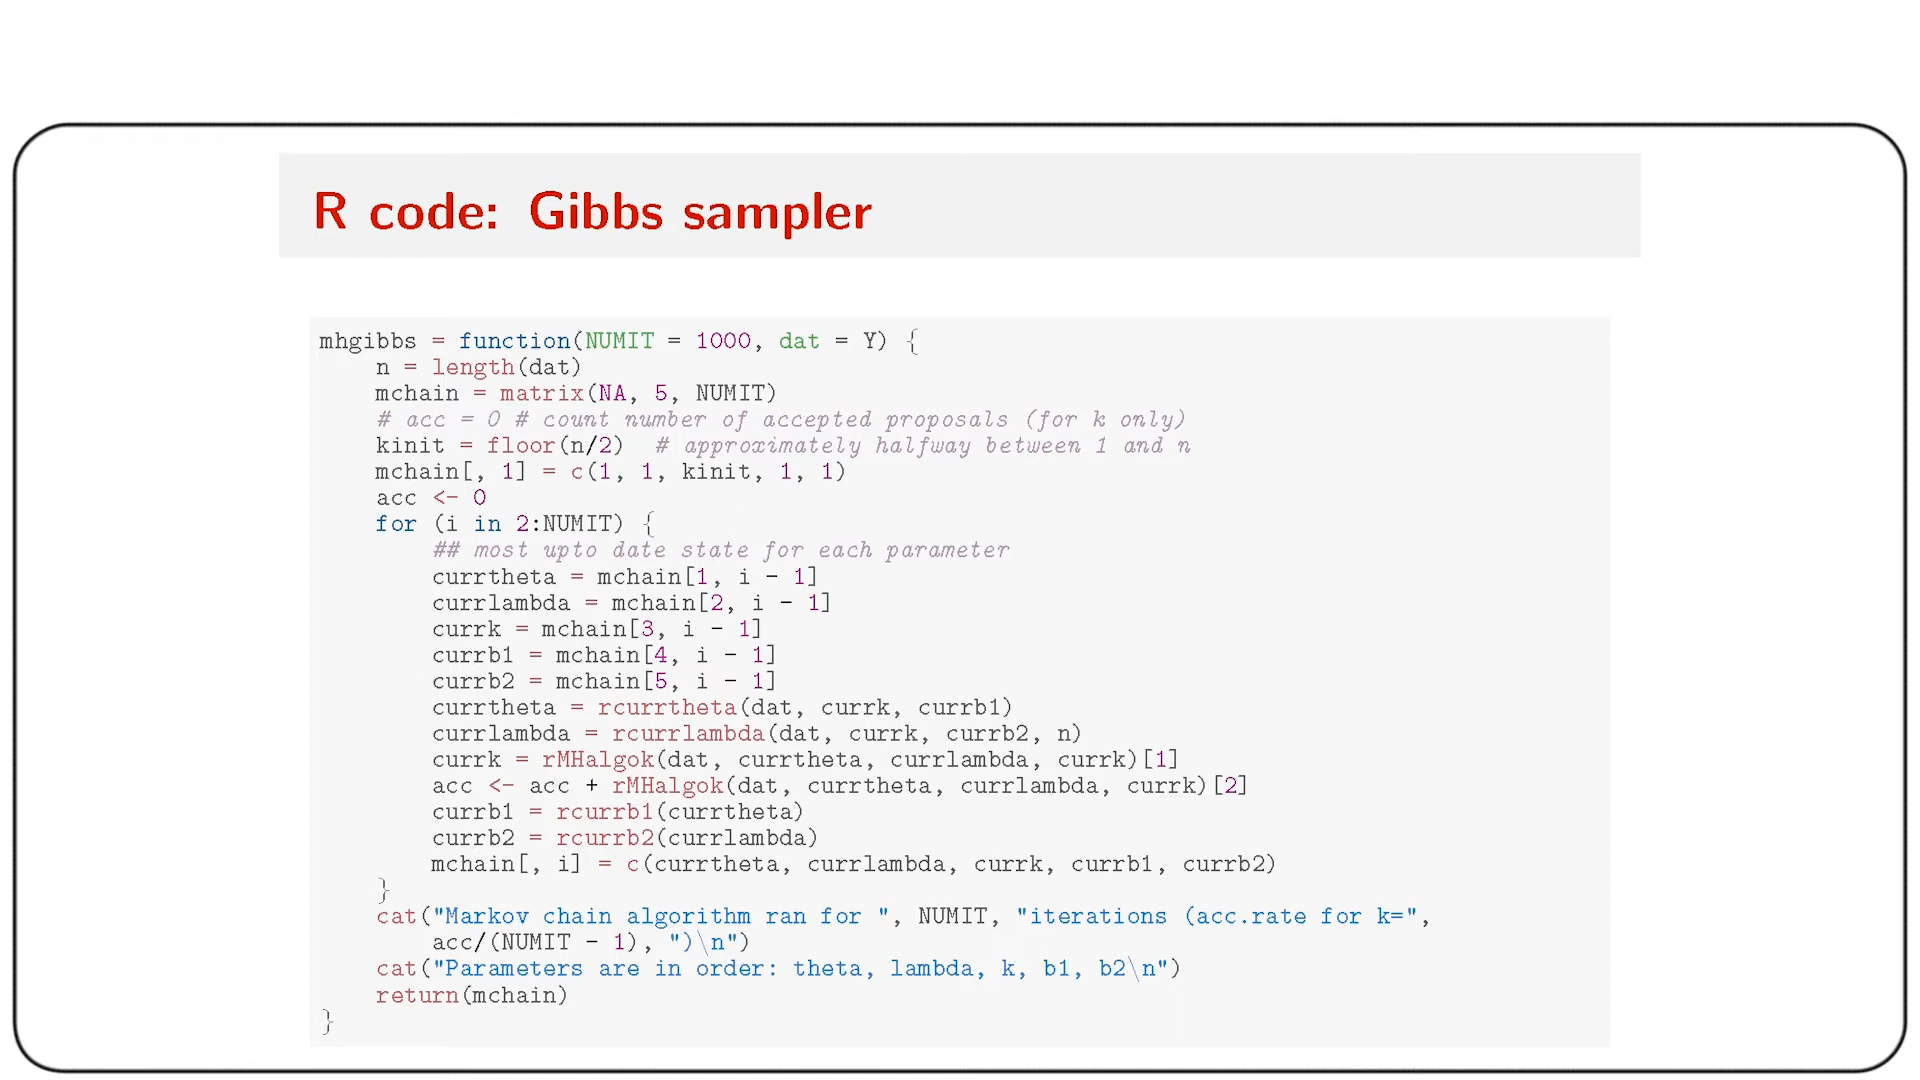 R code: Gibbs sampler
mhgibbs = function(NUMIT = 1000, dat = Y) {
    n = length(dat)
    mchain = matrix(NA, 5, NUMIT)
    # acc = 0 # count number of accepted proposals (for k only)
    kinit = floor(n/2)  # approximately halfway between 1 and n
    mchain[, 1] = c(1, 1, kinit, 1, 1)
    acc <- 0
    for (i in 2:NUMIT) {
        ## most upto date state for each parameter
        currtheta = mchain[1, i - 1]
        currlambda = mchain[2, i - 1]
        currk = mchain[3, i - 1]
        currb1 = mchain[4, i - 1]
        currb2 = mchain[5, i - 1]
        currtheta = rcurrtheta(dat, currk, currb1)
        currlambda = rcurrlambda(dat, currk, currb2, n)
        currk = rMHalgok(dat, currtheta, currlambda, currk)[1]
        acc <- acc + rMHalgok(dat, currtheta, currlambda, currk)[2]
        currb1 = rcurrb1(currtheta)
        currb2 = rcurrb2(currlambda)
        mchain[, i] = c(currtheta, currlambda, currk, currb1, currb2)
    }
    cat("Markov chain algorithm ran for ", NUMIT, "iterations (acc.rate for k=",
        acc/(NUMIT - 1), ")\n")
    cat("Parameters are in order: theta, lambda, k, b1, b2\n")
    return(mchain)
}